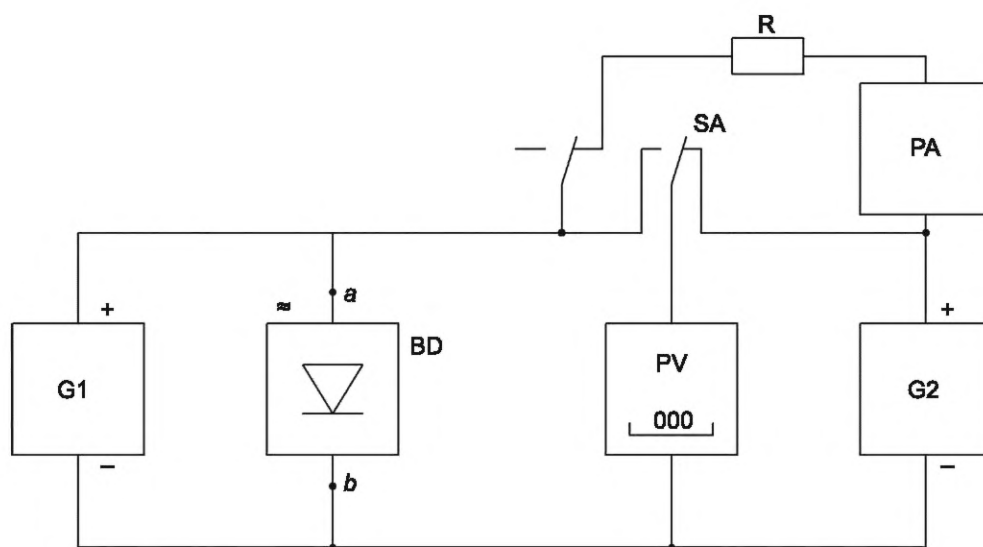 R
SA
PA
+
≈
a
+
G1
BD
PV
000
G2
−
b
−